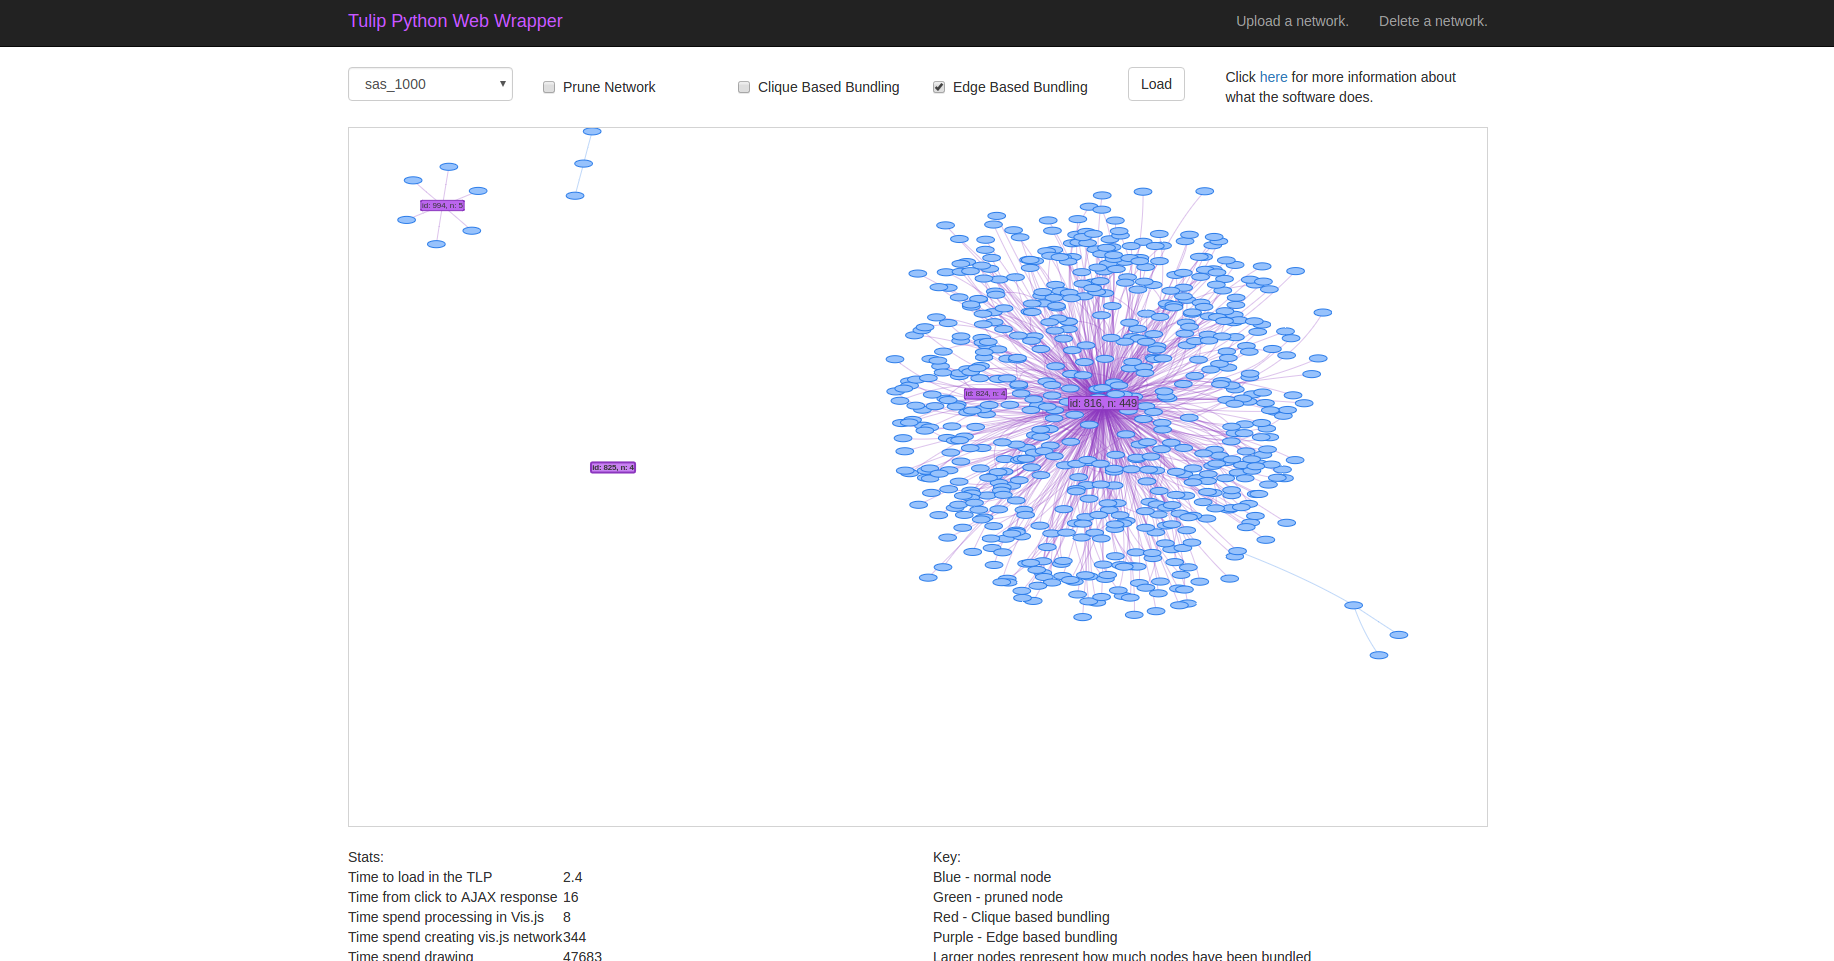 Tulip Python Web Wrapper
Upload a network.
Delete a network.
sas_1000
Prune Network
Clique Based Bundling
Edge Based Bundling
Load
Click here for more information about
what the software does.
id: 994, n: 5
id: 824, n: 4
id: 816, n: 449
id: 825, n: 4
Stats:
Time to load in the TLP 2.4
Time from click to AJAX response 16
Time spend processing in Vis.js 8
Time spend creating vis.js network 344
Time spend drawing 47683
Key:
Blue - normal node
Green - pruned node
Red - Clique based bundling
Purple - Edge based bundling
Larger nodes represent how much nodes have been bundled